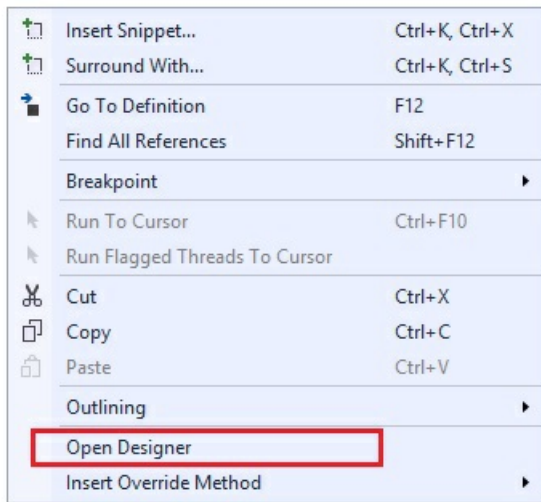 Insert Snippet... Ctrl+K, Ctrl+X
Surround With... Ctrl+K, Ctrl+S
Go To Definition F12
Find All References Shift+F12
Breakpoint
Run To Cursor Ctrl+F10
Run Flagged Threads To Cursor
Cut Ctrl+X
Copy Ctrl+C
Paste Ctrl+V
Outlining
Open Designer
Insert Override Method